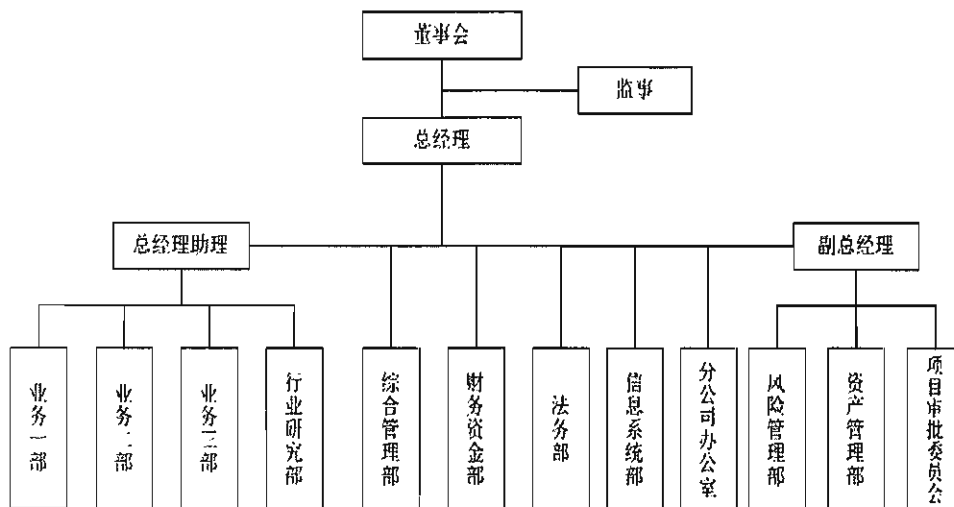 董事会
监事
总经理
总经理助理
副总经理
业务一部
业务二部
业务三部
行业研究部
综合管理部
财务资金部
法务部
信息系统部
分公司办公室
风险管理部
资产管理部
项目审批委员会